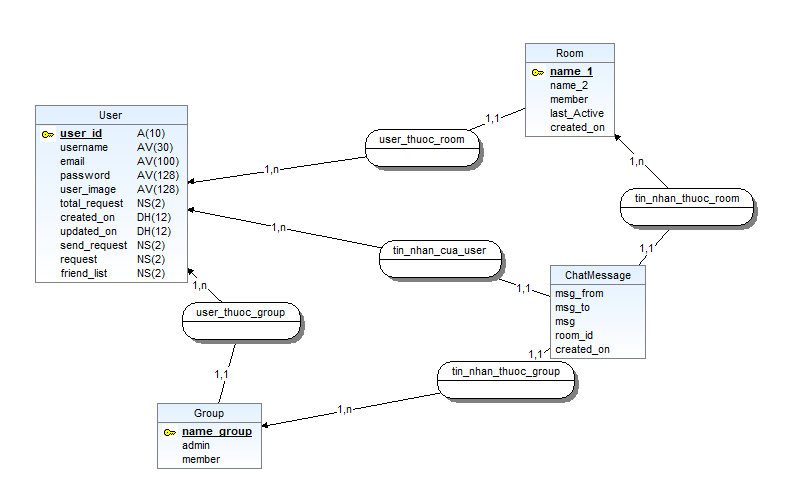 Room
name_1
name_2
member
last_Active
created_on
1,1
user_thuoc_room
1,n
User
user_id A(10)
username AV(30)
email AV(100)
password AV(128)
user_image AV(128)
total_request NS(2)
created_on DH(12)
updated_on DH(12)
send_request NS(2)
request NS(2)
friend_list NS(2)
1,n
tin_nhan_thuoc_room
1,1
1,n
tin_nhan_cua_user
1,1
ChatMessage
msg_from
msg_to
msg
room_id
created_on
1,n
user_thuoc_group
1,1
1,1
tin_nhan_thuoc_group
1,n
Group
name_group
admin
member